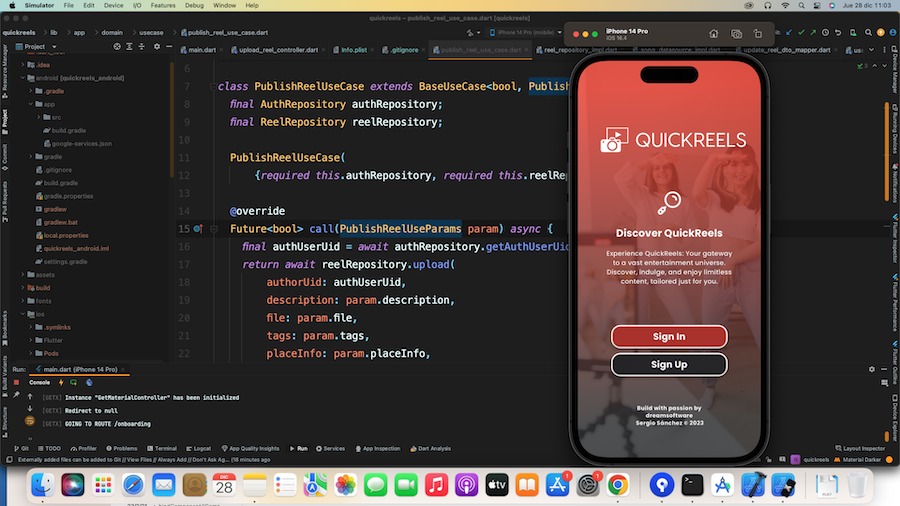 Simulator File Edit Device I/O Features Debug Window Help
Jue 28 dic 11:03
quickreels – publish_reel_use_case.dart [quickreels]
quickreels lib app domain usecase publish_reel_use_case.dart
iPhone 14 Pro (mobile)
Project
main.dart upload_reel_controller.dart Info.plist .gitignore publish_reel_use_case.dart reel_repository_impl.dart song_datasource_impl.dart update_reel_dto_mapper.dart
.idea
android [quickreels_android]
.gradle
app
src
build.gradle
google-services.json
gradle
.gitignore
build.gradle
gradle.properties
gradlew
gradlew.bat
local.properties
quickreels_android.iml
settings.gradle
assets
build
fonts
ios
.symlinks
Flutter
Pods
Resource Manager
Project
Commit
Pull Requests
Bookmarks
Build Variants
Structure
6
7 class PublishReelUseCase extends BaseUseCase<bool, Publish
8 final AuthRepository authRepository;
9 final ReelRepository reelRepository;
10
11 PublishReelUseCase(
12 {required this.authRepository, required this.reelRep
13
14 @override
15 Future<bool> call(PublishReelUseParams param) async {
16 final authUserUid = await authRepository.getAuthUserUid
17 return await reelRepository.upload(
18 authorUid: authUserUid,
19 description: param.description,
20 file: param.file,
21 tags: param.tags,
22 placeInfo: param.placeInfo,
iPhone 14 Pro
iOS 16.4
QUICKREELS
Discover QuickReels
Experience QuickReels: Your gateway
to a vast entertainment universe.
Discover, indulge, and enjoy limitless
content, tailored just for you.
Sign In
Sign Up
Build with passion by
dreamsoftware
Sergio Sánchez © 2023
3
Device Manager
Running Devices
Notifications
Flutter Inspector
Flutter Performance
Flutter Outline
Device Explorer
Run: main.dart (iPhone 14 Pro)
Console
[GETX] Instance "GetMaterialController" has been initialized
[GETX] Redirect to null
[GETX] GOING TO ROUTE /onboarding
Git TODO Profiler Problems Terminal Logcat App Quality Insights Run Services App Inspection Dart Analysis
Layout Inspector
Externally added files can be added to Git // View Files // Always Add // Don't Ask Ag... (16 minutes ago)
quickreels Material Darker
DIC
28
tv
1
1